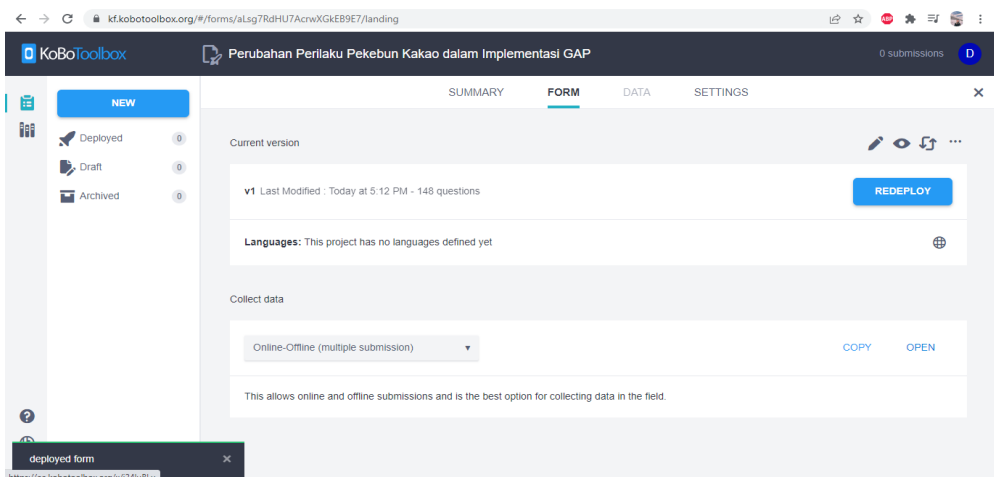 kf.kobotoolbox.org/#/forms/aLsg7RdHU7AcrwXGkEB9E7/landing
ABP
KoBoToolbox
Perubahan Perilaku Pekebun Kakao dalam Implementasi GAP
0 submissions
D
NEW
SUMMARY
FORM
DATA
SETTINGS
Deployed 0
Draft 0
Archived 0
Current version
v1 Last Modified : Today at 5:12 PM - 148 questions
REDEPLOY
Languages: This project has no languages defined yet
Collect data
Online-Offline (multiple submission)
COPY
OPEN
This allows online and offline submissions and is the best option for collecting data in the field.
deployed form